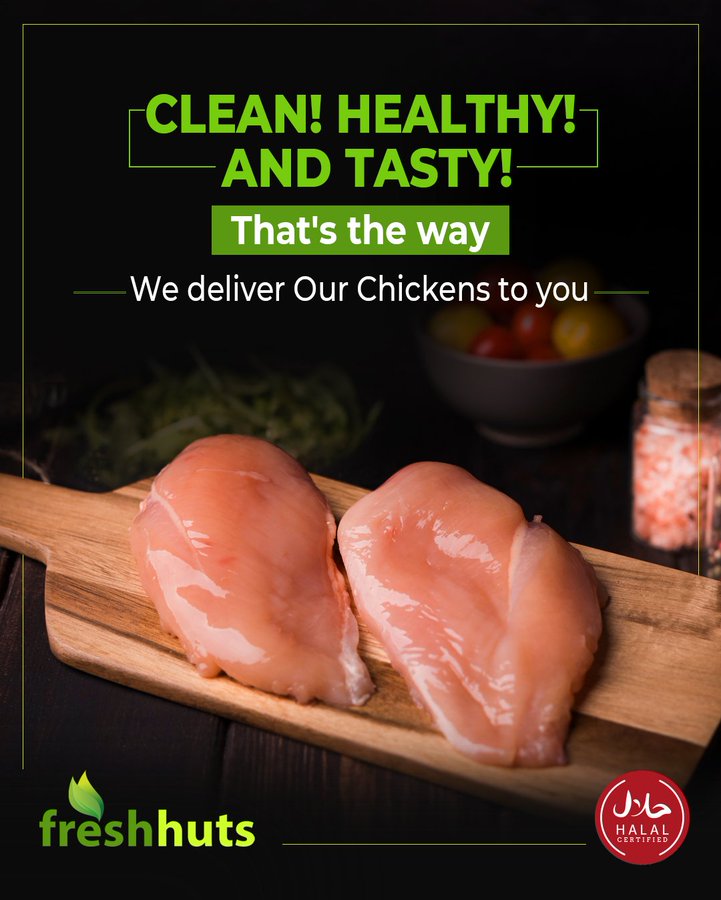 CLEAN! HEALTHY!
AND TASTY!
That's the way
We deliver Our Chickens to you
freshhuts
حلال
HALAL
CERTIFIED